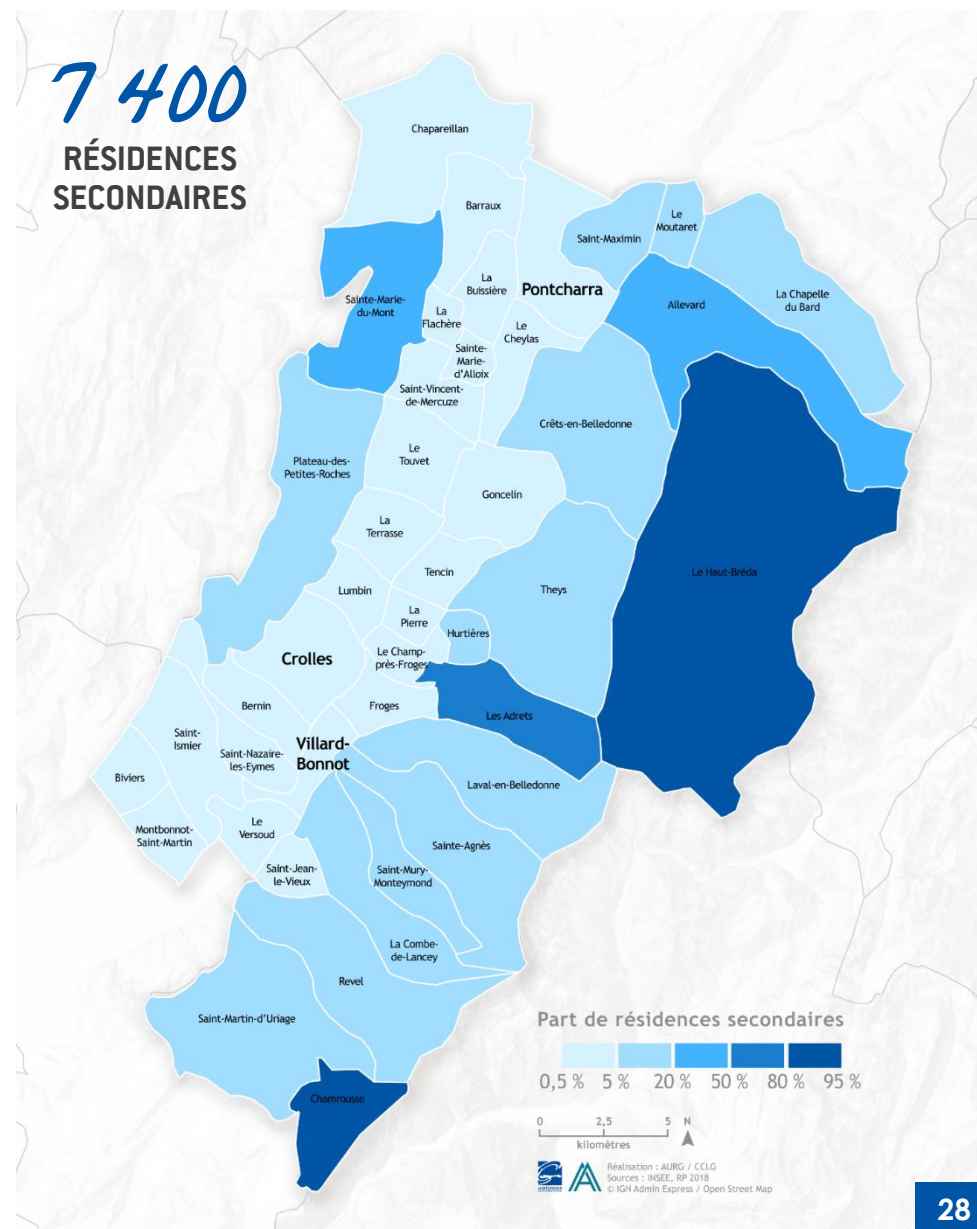 7 400
RÉSIDENCES
SECONDAIRES
Chapareillan
Barraux
Le
Moutaret
Saint-Maximin
La
Buissière
Pontcharra
La Chapelle
du Bard
Sainte-Marie-
du-Mont
Allevard
La
Flachère
Le
Cheylas
Sainte-
Marie-
d'Alloix
Saint-Vincent-
de-Mercuze
Crêts-en-Belledonne
Le
Touvet
Plateau-des-
Petites-Roches
Goncelin
La
Terrasse
Tencin
Le Haut-Bréda
Lumbin
Theys
La
Pierre
Hurtières
Crolles
Le Champ-
près-Froges
Bernin
Froges
Les Adrets
Saint-
Ismier
Saint-Nazaire-
les-Eymes
Villard-
Bonnot
Biviers
Laval-en-Belledonne
Montbonnot-
Saint-Martin
Le
Versoud
Sainte-Agnès
Saint-Jean-
le-Vieux
Saint-Mury-
Monteymond
La Combe-
de-Lancey
Revel
Saint-Martin-d'Uriage
Chamrousse
Part de résidences secondaires
0,5 % 5 % 20 % 50 % 80 % 95 %
0 2,5 5 N
kilomètres
Réalisation : AURG / CCLG
Sources : INSEE, RP 2018
© IGN Admin Express / Open Street Map
28